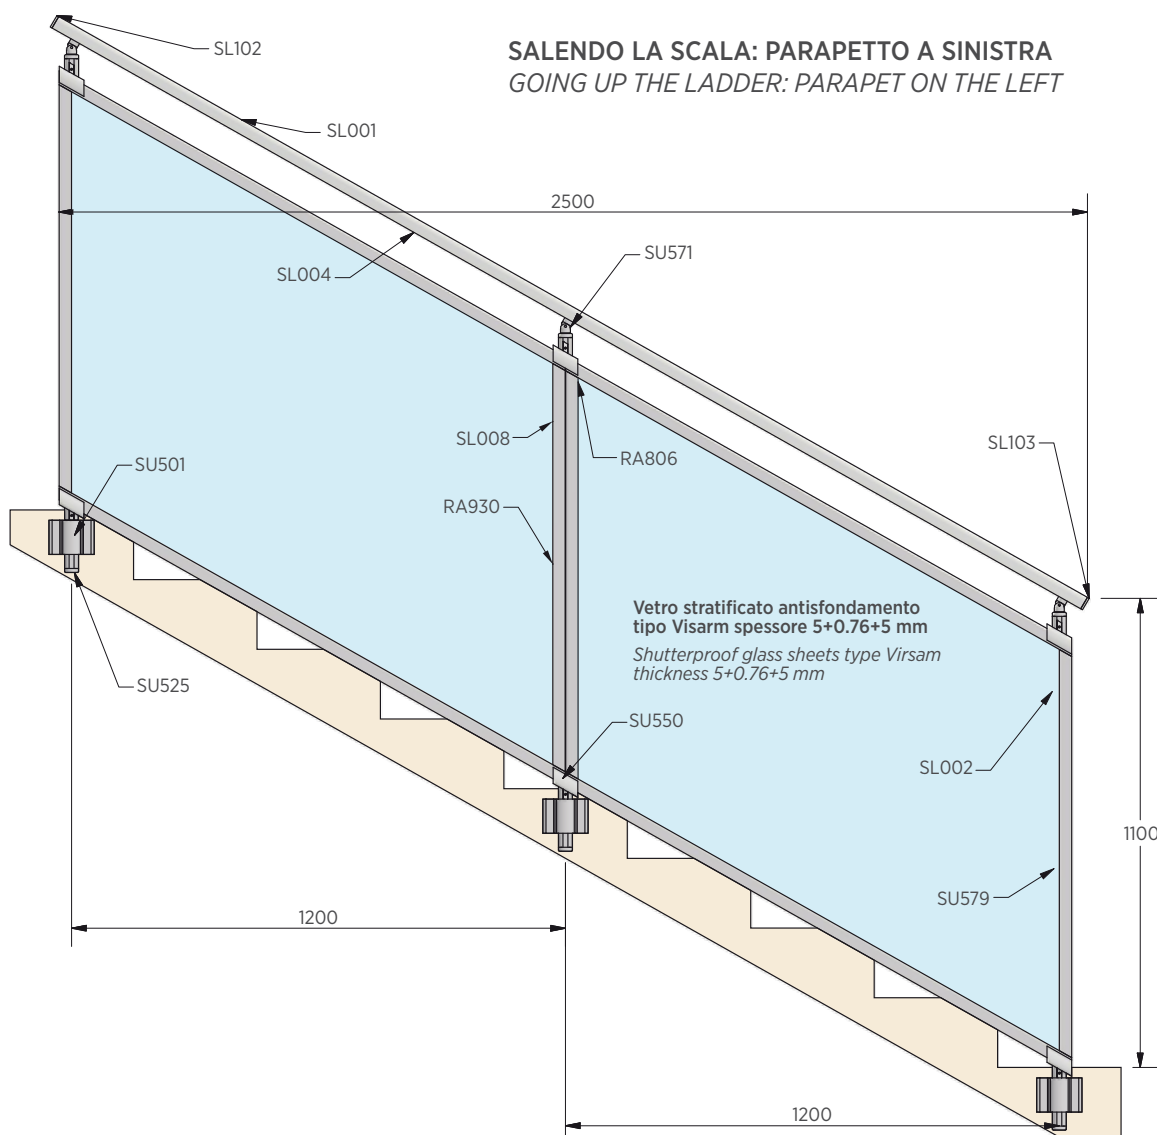 SL102
SALENDO LA SCALA: PARAPETTO A SINISTRA
GOING UP THE LADDER: PARAPET ON THE LEFT
SL001
2500
SU571
SL004
SL008
SL103
RA806
SU501
RA930
Vetro stratificato antisfondamento
tipo Visarm spessore 5+0.76+5 mm
Shutterproof glass sheets type Virsam
thickness 5+0.76+5 mm
SU525
SU550
SL002
1100
SU579
1200
1200